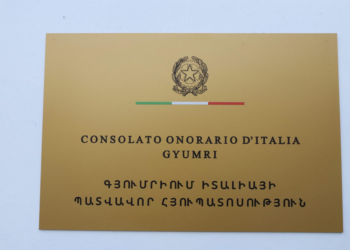 CONSOLATO ONORARIO D'ITALIA
GYUMRI
ԳՅՈՒՄՐԻՈՒՄ ԻՏԱԼԻԱՅԻ
ՊԱՏՎԱՎՈՐ ՀՅՈՒՊԱՏՈՍՈՒԹՅՈՒՆ